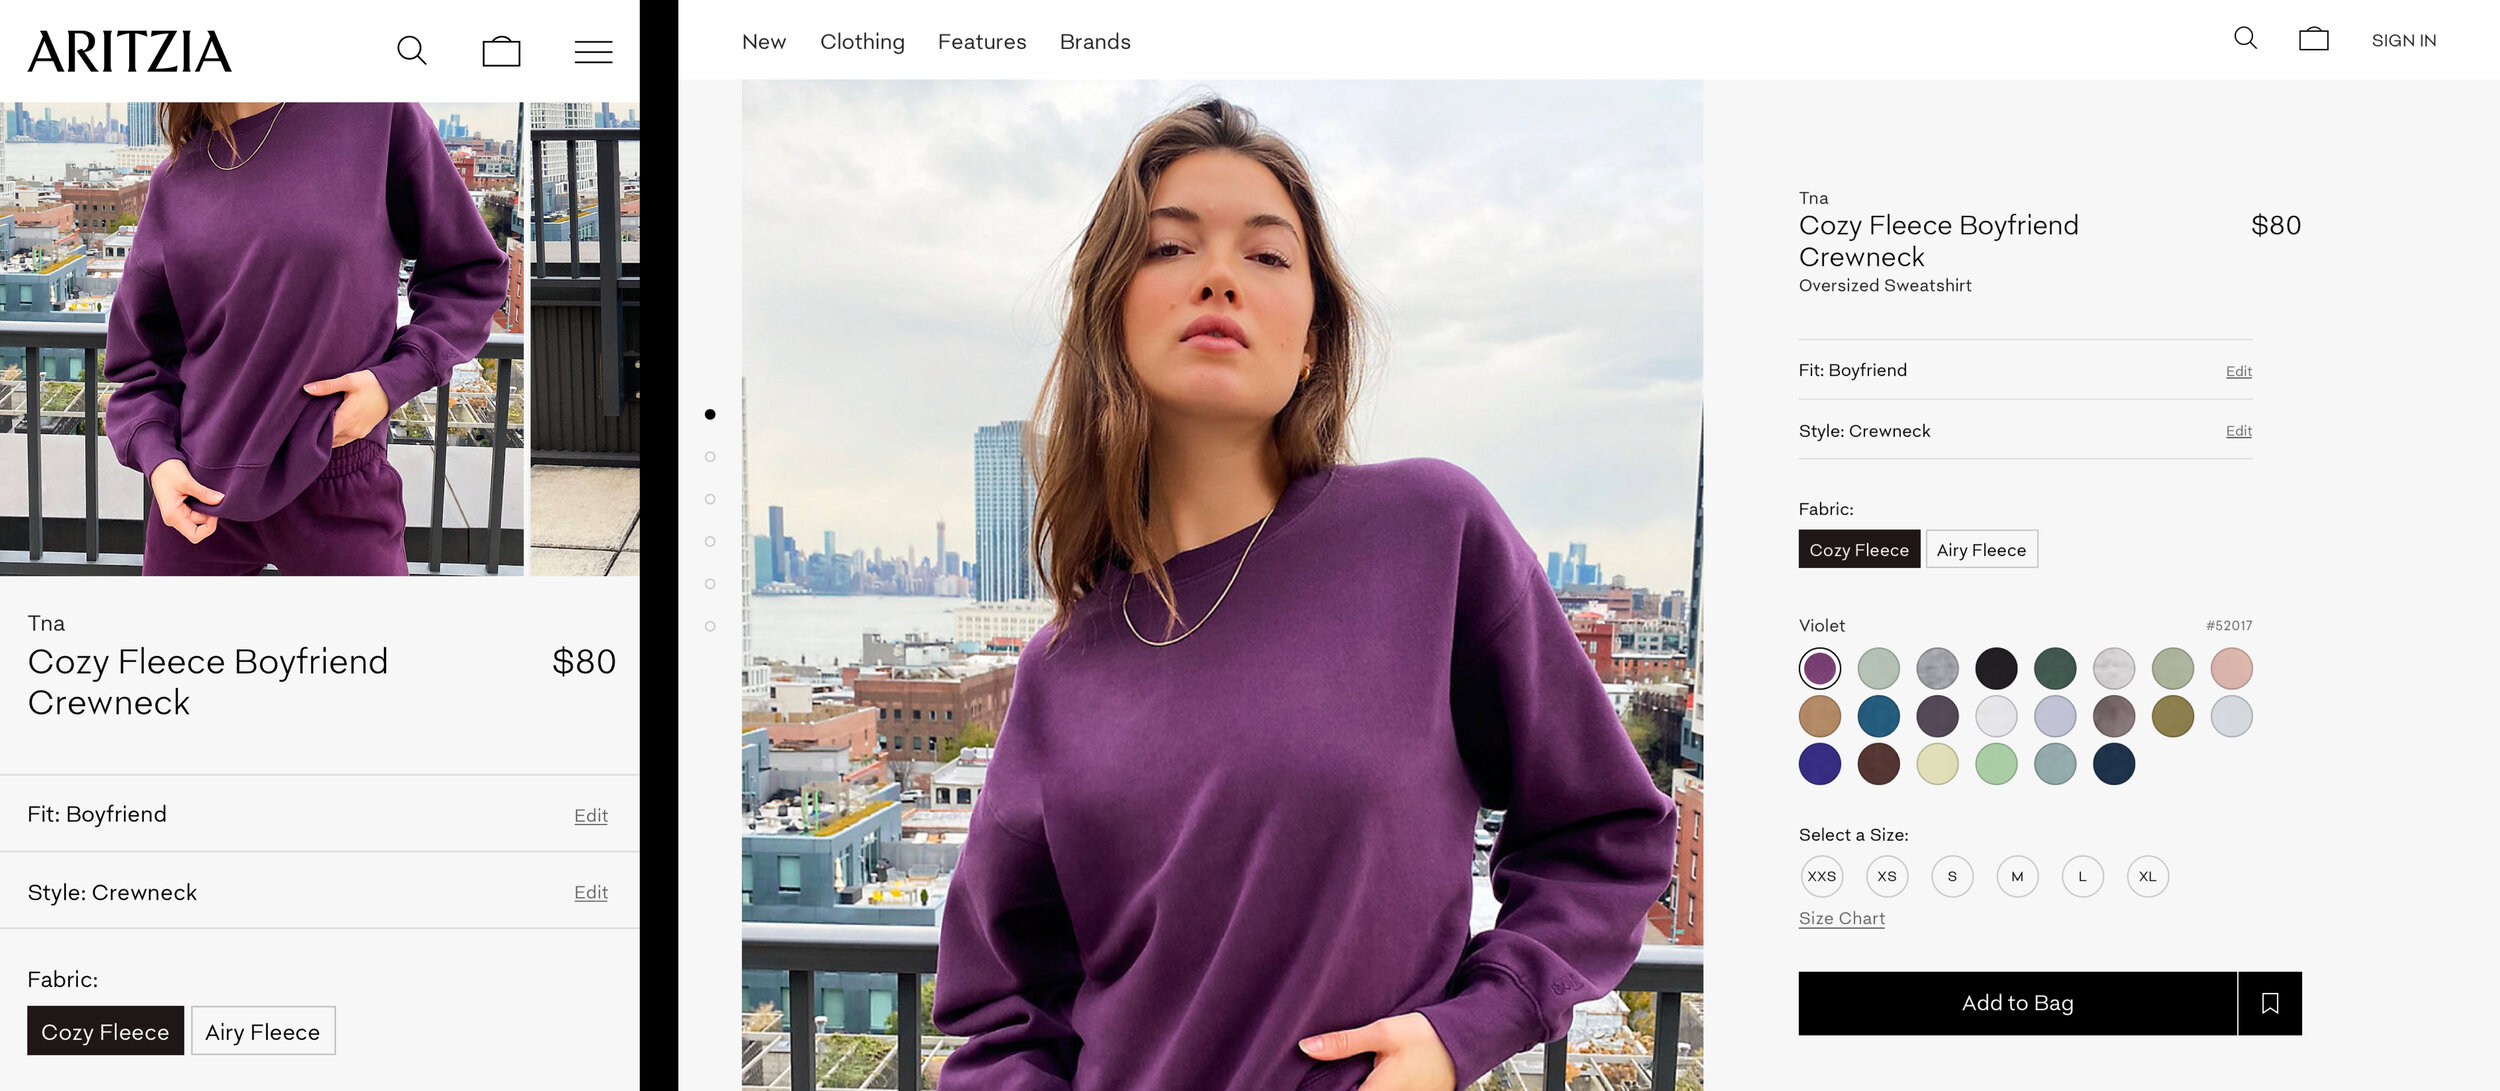 ARITZIA
Tna
Cozy Fleece Boyfriend
Crewneck
$80
Fit: Boyfriend
Edit
Style: Crewneck
Edit
Fabric:
Cozy Fleece
Airy Fleece
New
Clothing
Features
Brands
SIGN IN
Tna
Cozy Fleece Boyfriend
Crewneck
$80
Oversized Sweatshirt
Fit: Boyfriend
Edit
Style: Crewneck
Edit
Fabric:
Cozy Fleece
Airy Fleece
Violet
#52017
Select a Size:
XXS
XS
S
M
L
XL
Size Chart
Add to Bag